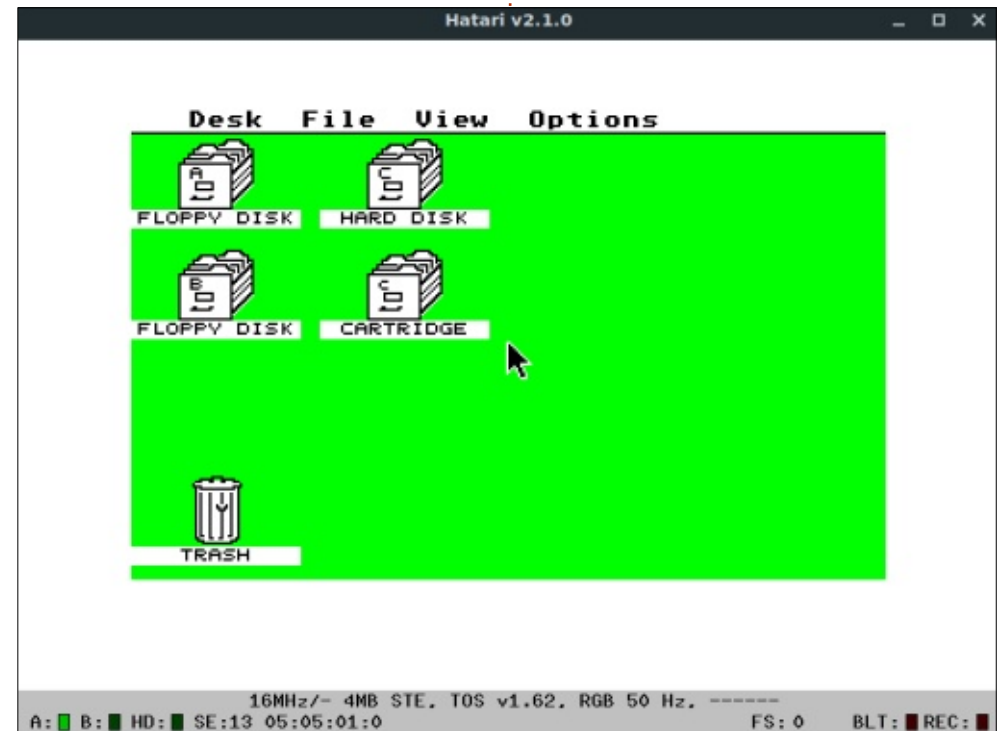 Hatari v2.1.0
Desk File View Options
A C
FLOPPY DISK HARD DISK
B c
FLOPPY DISK CARTRIDGE
TRASH
16MHz/- 4MB STE, TOS v1.62, RGB 50 Hz, ------
A: B: HD: SE:13 05:05:01:0 FS: 0 BLT: REC: